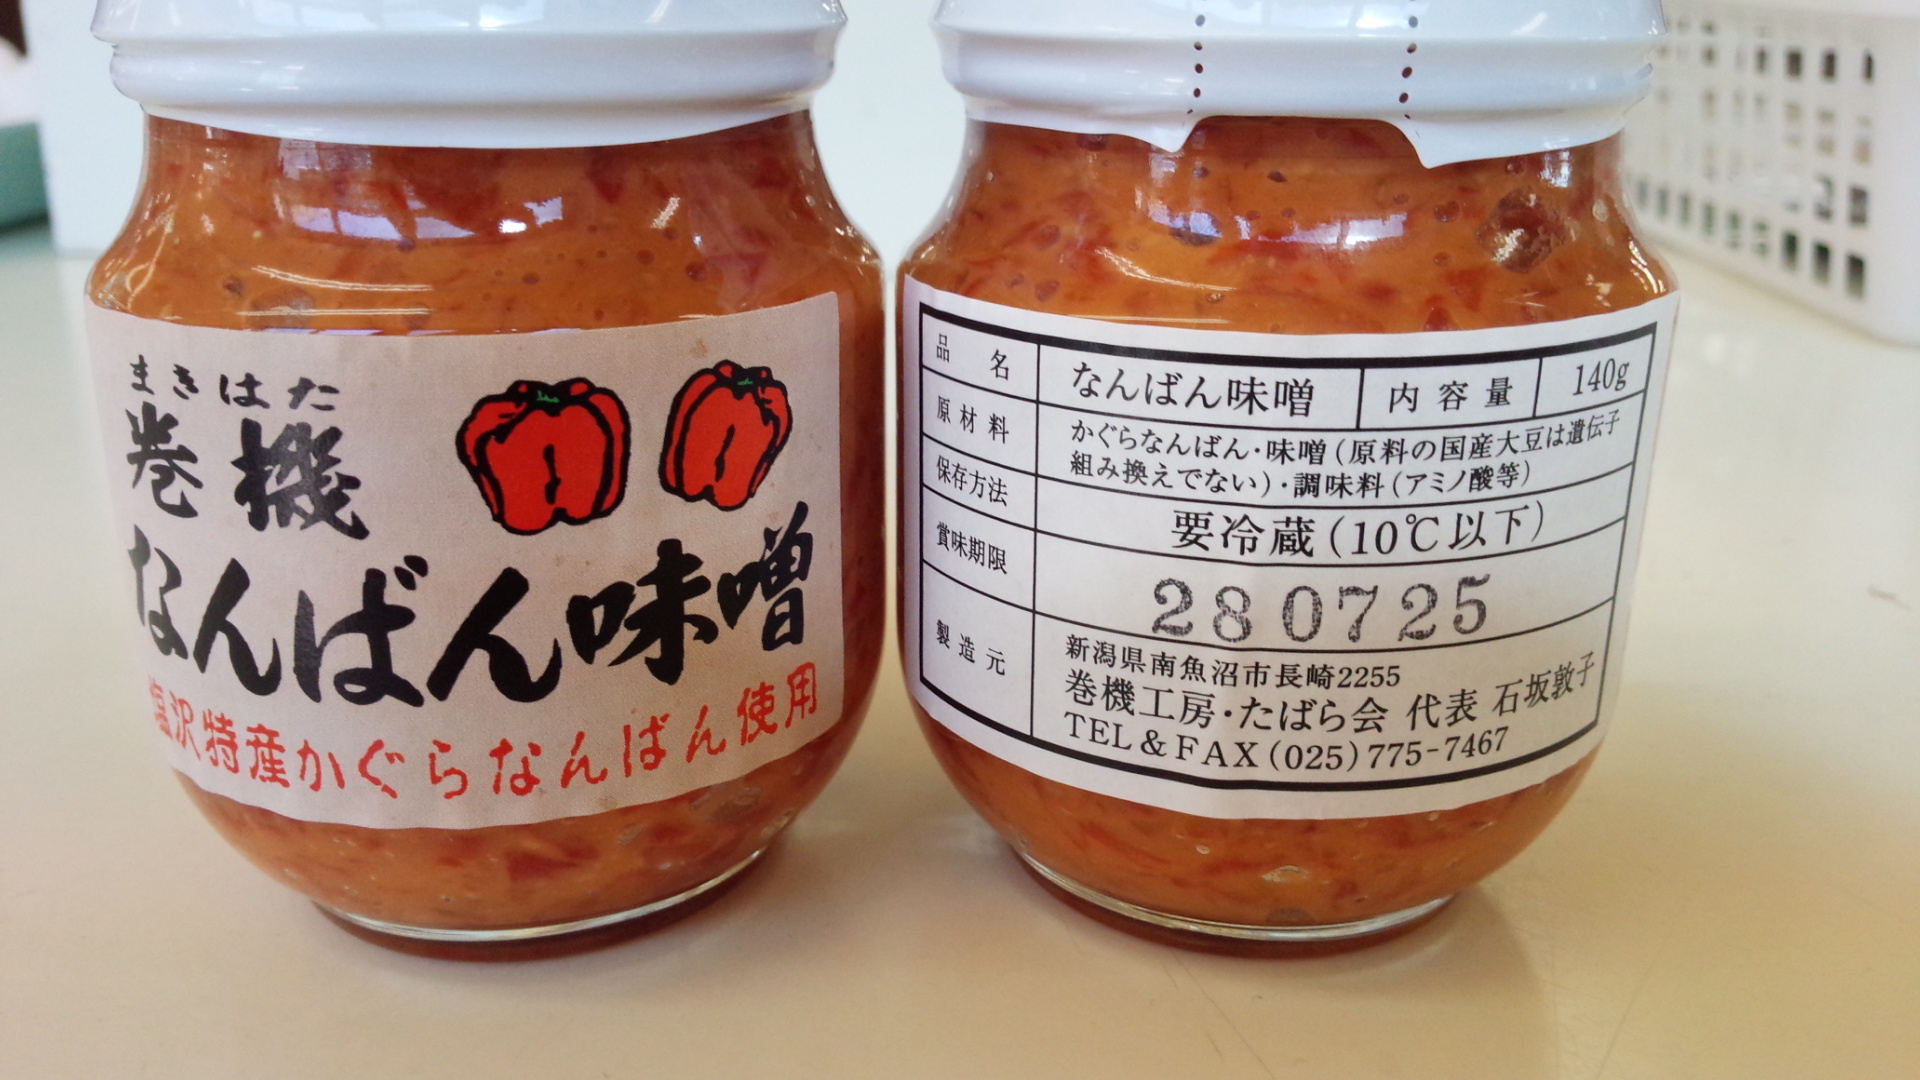 まきはた
巻機
なんばん味噌
塩沢特産かぐらなんばん使用
品名 なんばん味噌 内容量 140g
原材料 かぐらなんばん・味噌(原料の国産大豆は遺伝子
組み換えでない)・調味料(アミノ酸等)
保存方法 要冷蔵(10℃以下)
賞味期限 280725
製造元 新潟県南魚沼市長崎2255
巻機工房・たばら会 代表 石坂敦子
TEL&FAX(025)775-7467